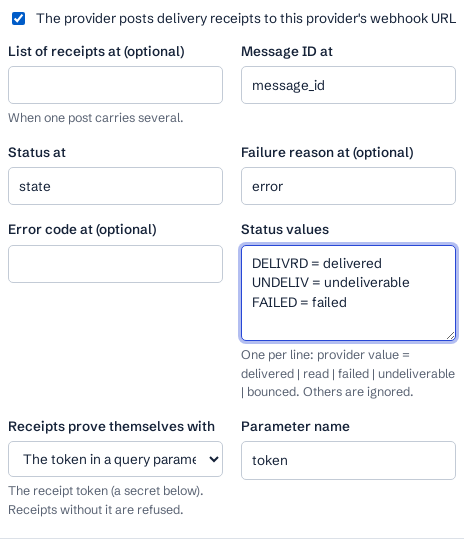 The provider posts delivery receipts to this provider's webhook URL
List of receipts at (optional)
When one post carries several.
Message ID at
message_id
Status at
state
Failure reason at (optional)
error
Error code at (optional)
Status values
DELIVRD = delivered
UNDELIV = undeliverable
FAILED = failed
One per line: provider value =
delivered | read | failed | undeliverable
| bounced. Others are ignored.
Receipts prove themselves with
The token in a query parame
The receipt token (a secret below).
Receipts without it are refused.
Parameter name
token